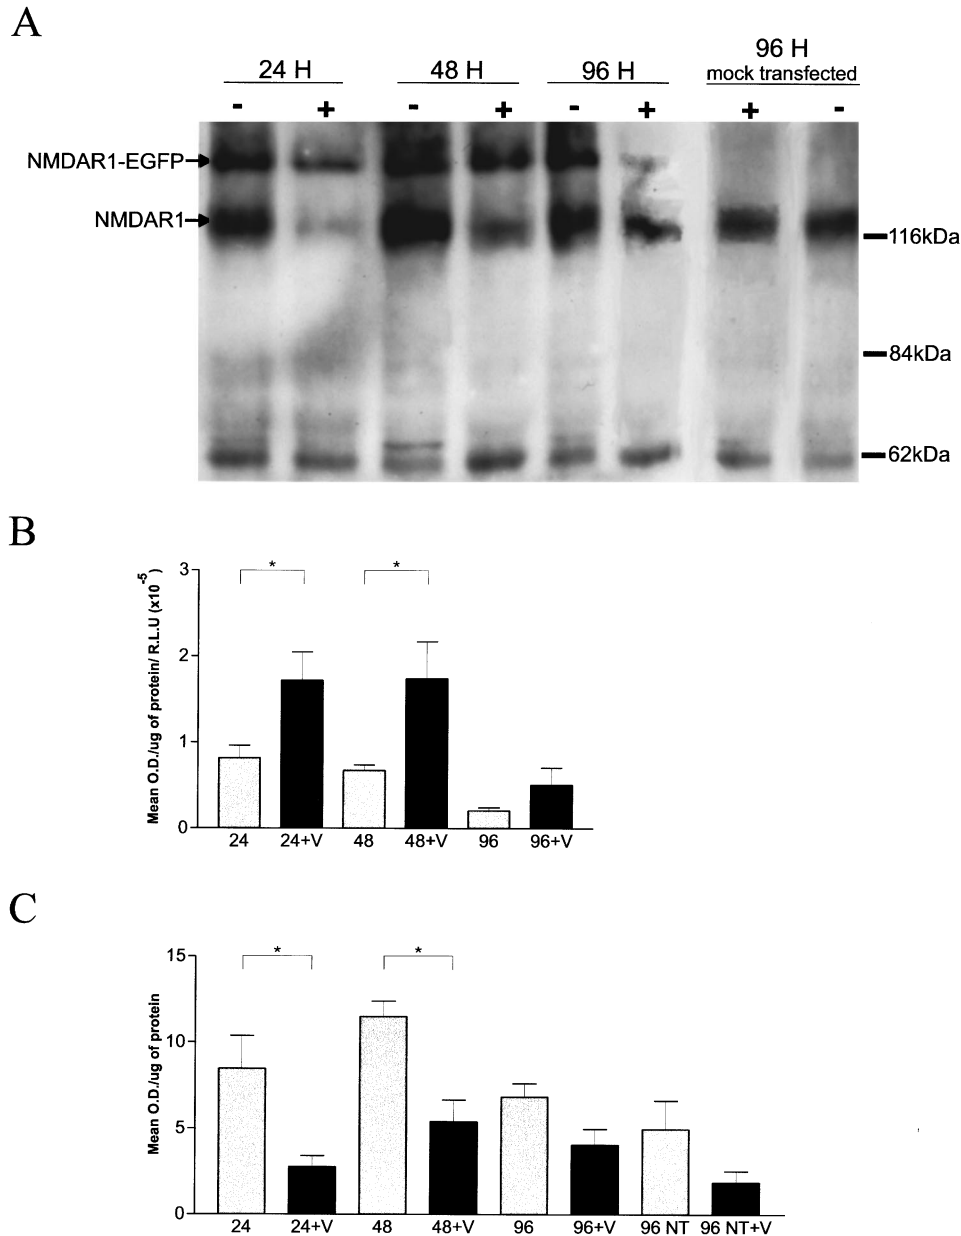 A
24 H 48 H 96 H 96 H
mock transfected
- + - + - + + -
NMDAR1-EGFP
NMDAR1
116kDa
84kDa
62kDa
B
Mean O.D./ug of protein/ R.L.U (x10-5)
3
2
1
0
* *
24 24+V 48 48+V 96 96+V
C
Mean O.D./ug of protein
15
10
5
0
* *
24 24+V 48 48+V 96 96+V 96 NT 96 NT+V